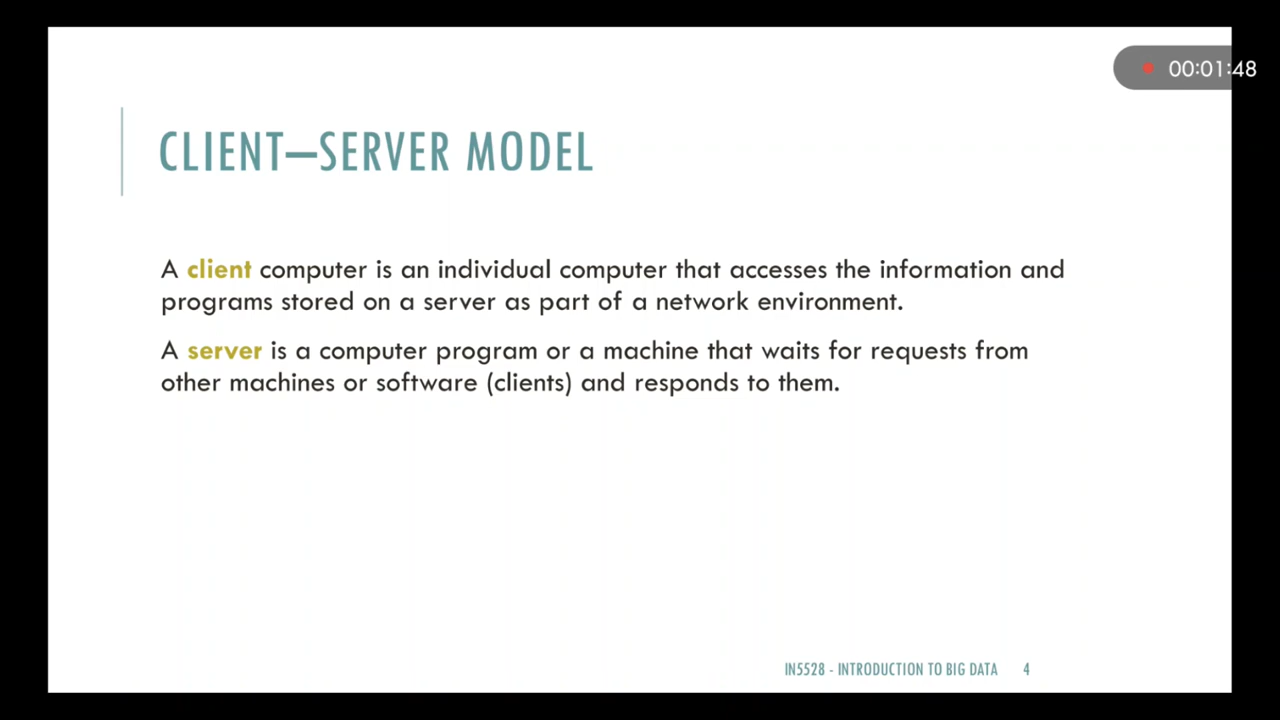 00:01:48
CLIENT—SERVER MODEL
A client computer is an individual computer that accesses the information and
programs stored on a server as part of a network environment.
A server is a computer program or a machine that waits for requests from
other machines or software (clients) and responds to them.
IN5528 - INTRODUCTION TO BIG DATA 4